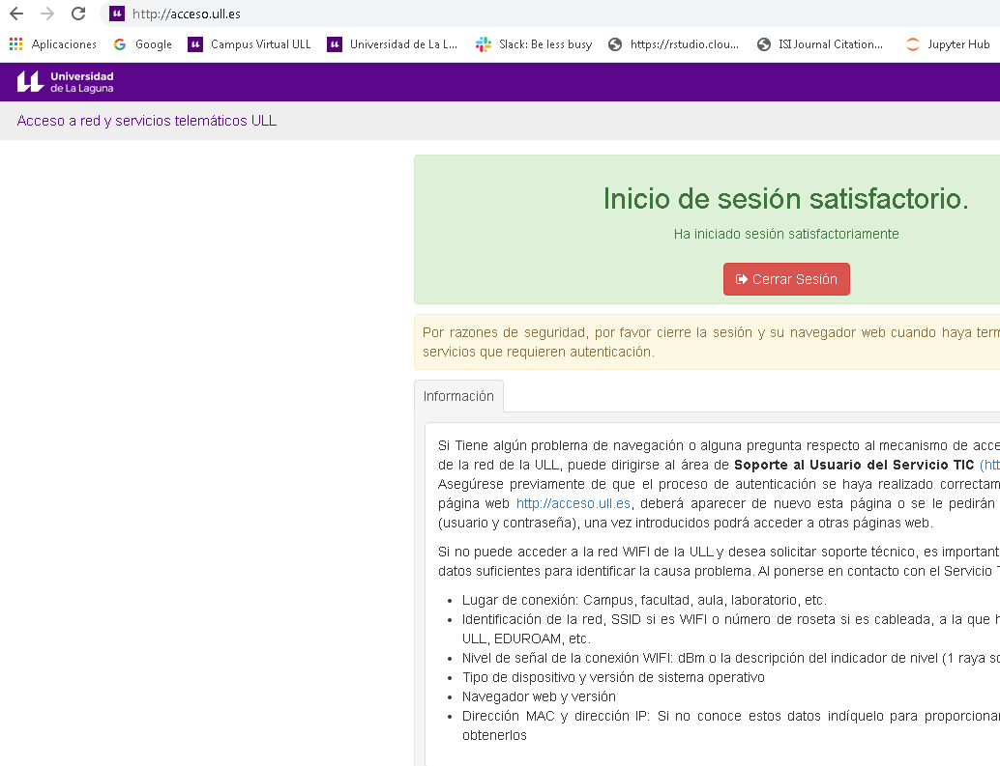 http://acceso.ull.es
Aplicaciones Google Campus Virtual ULL Universidad de La L... Slack: Be less busy https://rstudio.clou... ISI Journal Citation... Jupyter Hub
Universidad
de La Laguna
Acceso a red y servicios telemáticos ULL
Inicio de sesión satisfactorio.
Ha iniciado sesión satisfactoriamente
Cerrar Sesión
Por razones de seguridad, por favor cierre la sesión y su navegador web cuando haya
servicios que requieren autenticación.
Información
Si Tiene algún problema de navegación o alguna pregunta respecto al mecanismo de
de la red de la ULL, puede dirigirse al área de Soporte al Usuario del Servicio TIC
Asegúrese previamente de que el proceso de autenticación se haya realizado
página web http://acceso.ull.es, deberá aparecer de nuevo esta página o se le pedirán
(usuario y contraseña), una vez introducidos podrá acceder a otras páginas web.
Si no puede acceder a la red WIFI de la ULL y desea solicitar soporte técnico, es
datos suficientes para identificar la causa problema. Al ponerse en contacto con el Servicio
Lugar de conexión: Campus, facultad, aula, laboratorio, etc.
Identificación de la red, SSID si es WIFI o número de roseta si es cableada, a la que
ULL, EDUROAM, etc.
Nivel de señal de la conexión WIFI: dBm o la descripción del indicador de nivel (1 raya
Tipo de dispositivo y versión de sistema operativo
Navegador web y versión
Dirección MAC y dirección IP: Si no conoce estos datos indíquelo para
obtenerlos